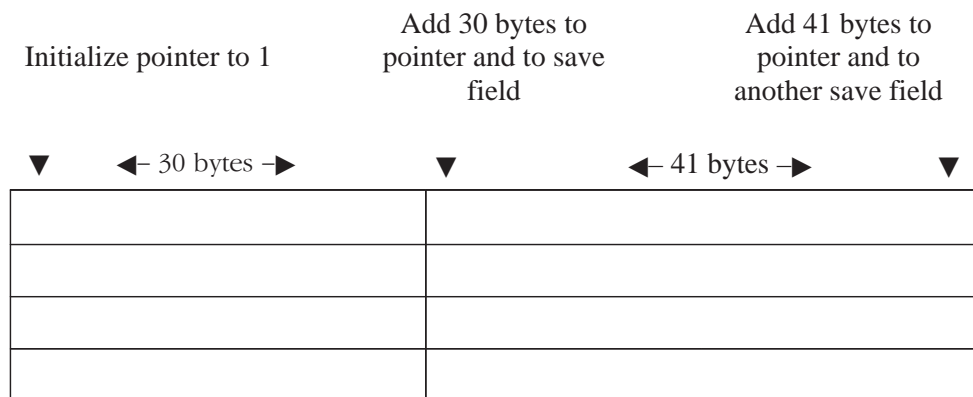 Initialize pointer to 1
Add 30 bytes to
pointer and to save
field
Add 41 bytes to
pointer and to
another save field
▼ ◀– 30 bytes –▶ ▼ ◀– 41 bytes –▶ ▼